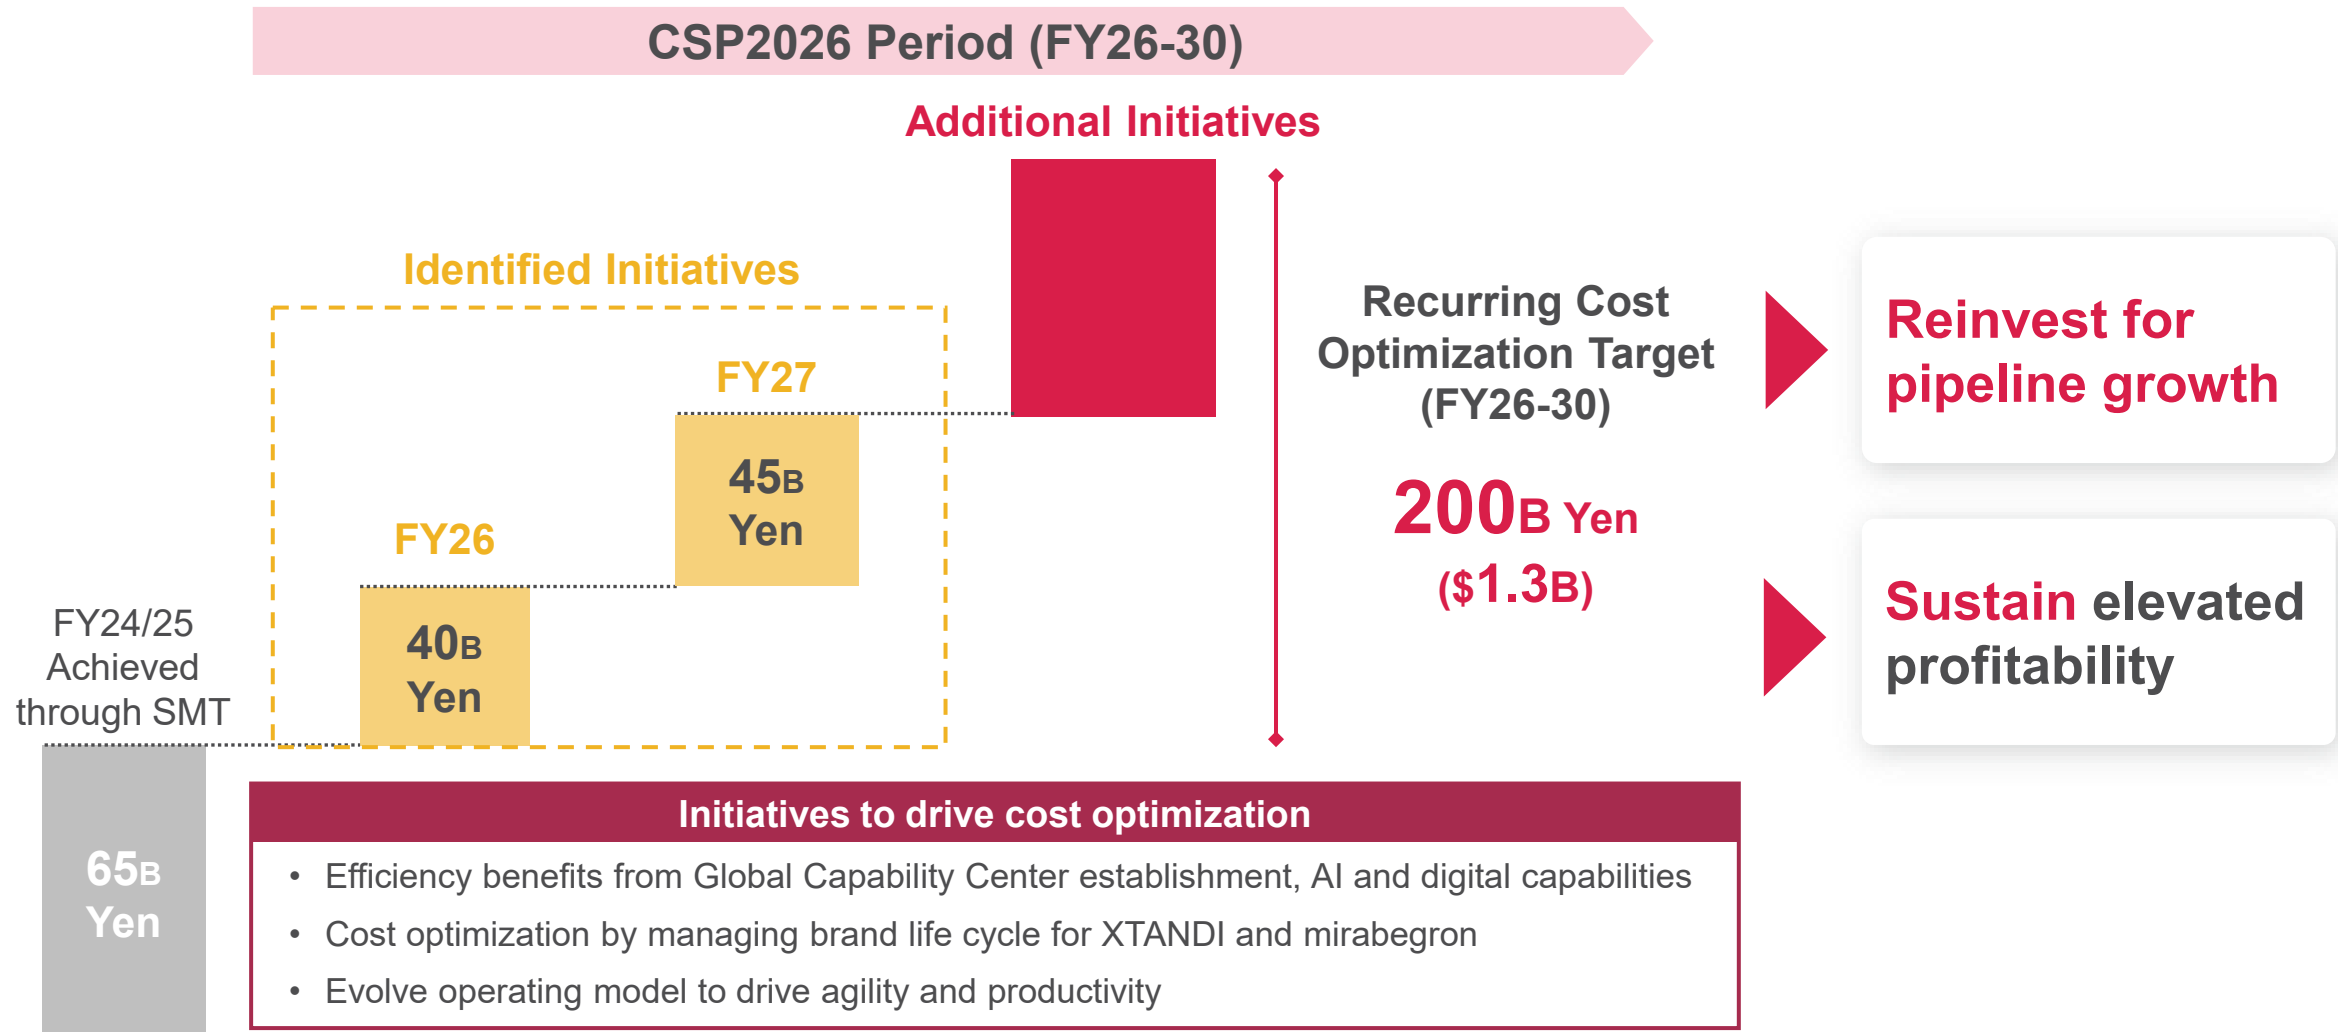 CSP2026 Period (FY26-30)
Additional Initiatives
Identified Initiatives
FY27
45B
Yen
FY26
40B
Yen
FY24/25
Achieved
through SMT
65B
Yen
Recurring Cost
Optimization Target
(FY26-30)
200B Yen
($1.3B)
Reinvest for
pipeline growth
Sustain elevated
profitability
Initiatives to drive cost optimization
• Efficiency benefits from Global Capability Center establishment, AI and digital capabilities
• Cost optimization by managing brand life cycle for XTANDI and mirabegron
• Evolve operating model to drive agility and productivity